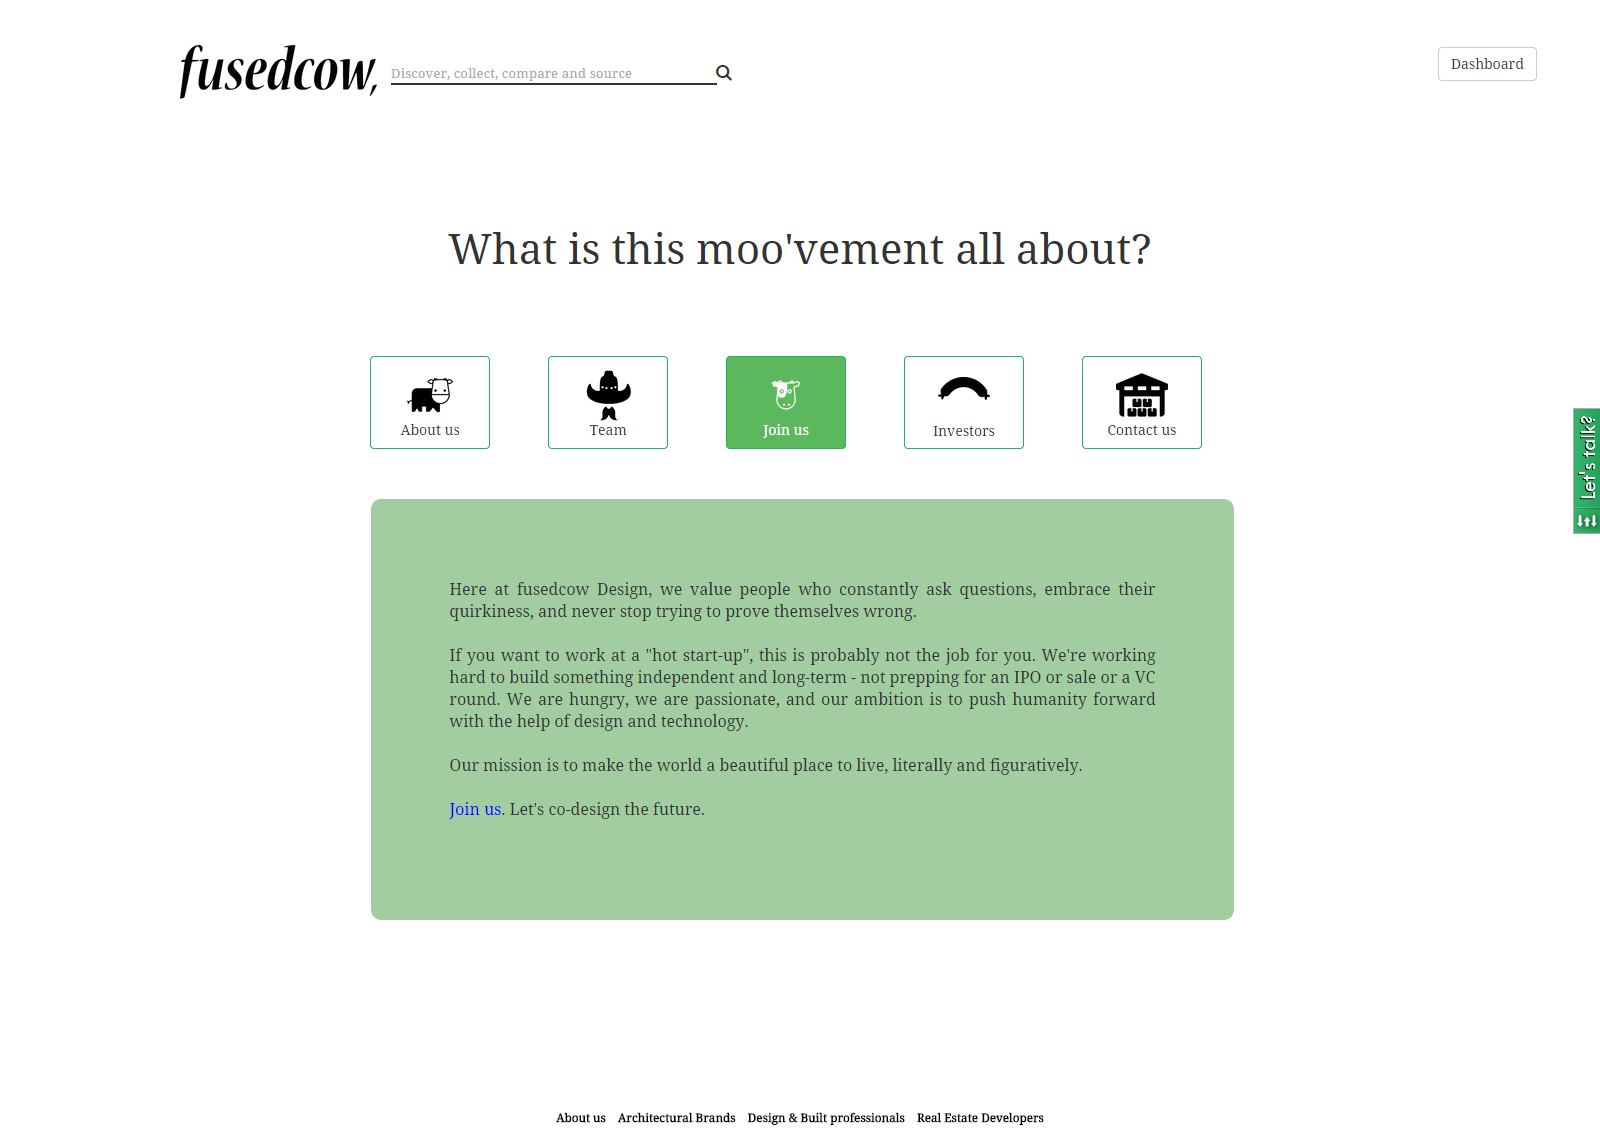 fusedcow,
Discover, collect, compare and source
Dashboard
What is this moo'vement all about?
About us
Team
Join us
Investors
Contact us
Let's talk?
Here at fusedcow Design, we value people who constantly ask questions, embrace their
quirkiness, and never stop trying to prove themselves wrong.
If you want to work at a "hot start-up", this is probably not the job for you. We're working
hard to build something independent and long-term - not prepping for an IPO or sale or a VC
round. We are hungry, we are passionate, and our ambition is to push humanity forward
with the help of design and technology.
Our mission is to make the world a beautiful place to live, literally and figuratively.
Join us. Let's co-design the future.
About us Architectural Brands Design & Built professionals Real Estate Developers